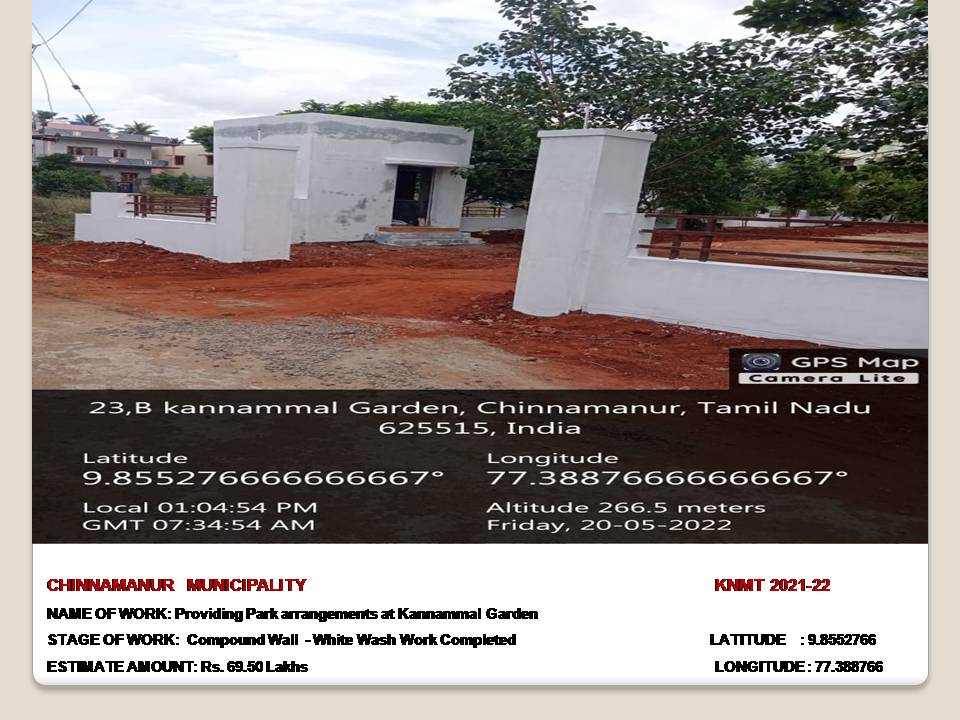 GPS Map
Camera Lite
23,B kannammal Garden, Chinnamanur, Tamil Nadu
625515, India
Latitude Longitude
9.855276666666667° 77.38876666666667°
Local 01:04:54 PM Altitude 266.5 meters
GMT 07:34:54 AM Friday, 20-05-2022
CHINNAMANUR MUNICIPALITY KNMT 2021-22
NAME OF WORK: Providing Park arrangements at Kannammal Garden
STAGE OF WORK: Compound Wall - White Wash Work Completed LATITUDE : 9.8552766
ESTIMATE AMOUNT: Rs. 69.50 Lakhs LONGITUDE : 77.388766